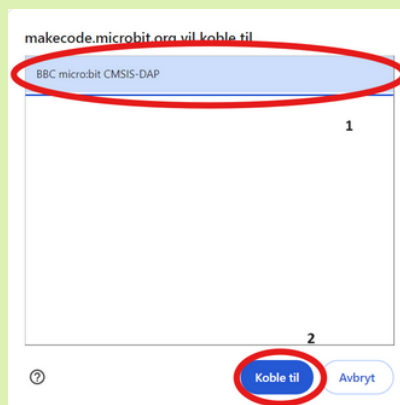 makecode.microbit.org vil koble til
BBC micro:bit CMSIS-DAP
1
2
Koble til
Avbryt